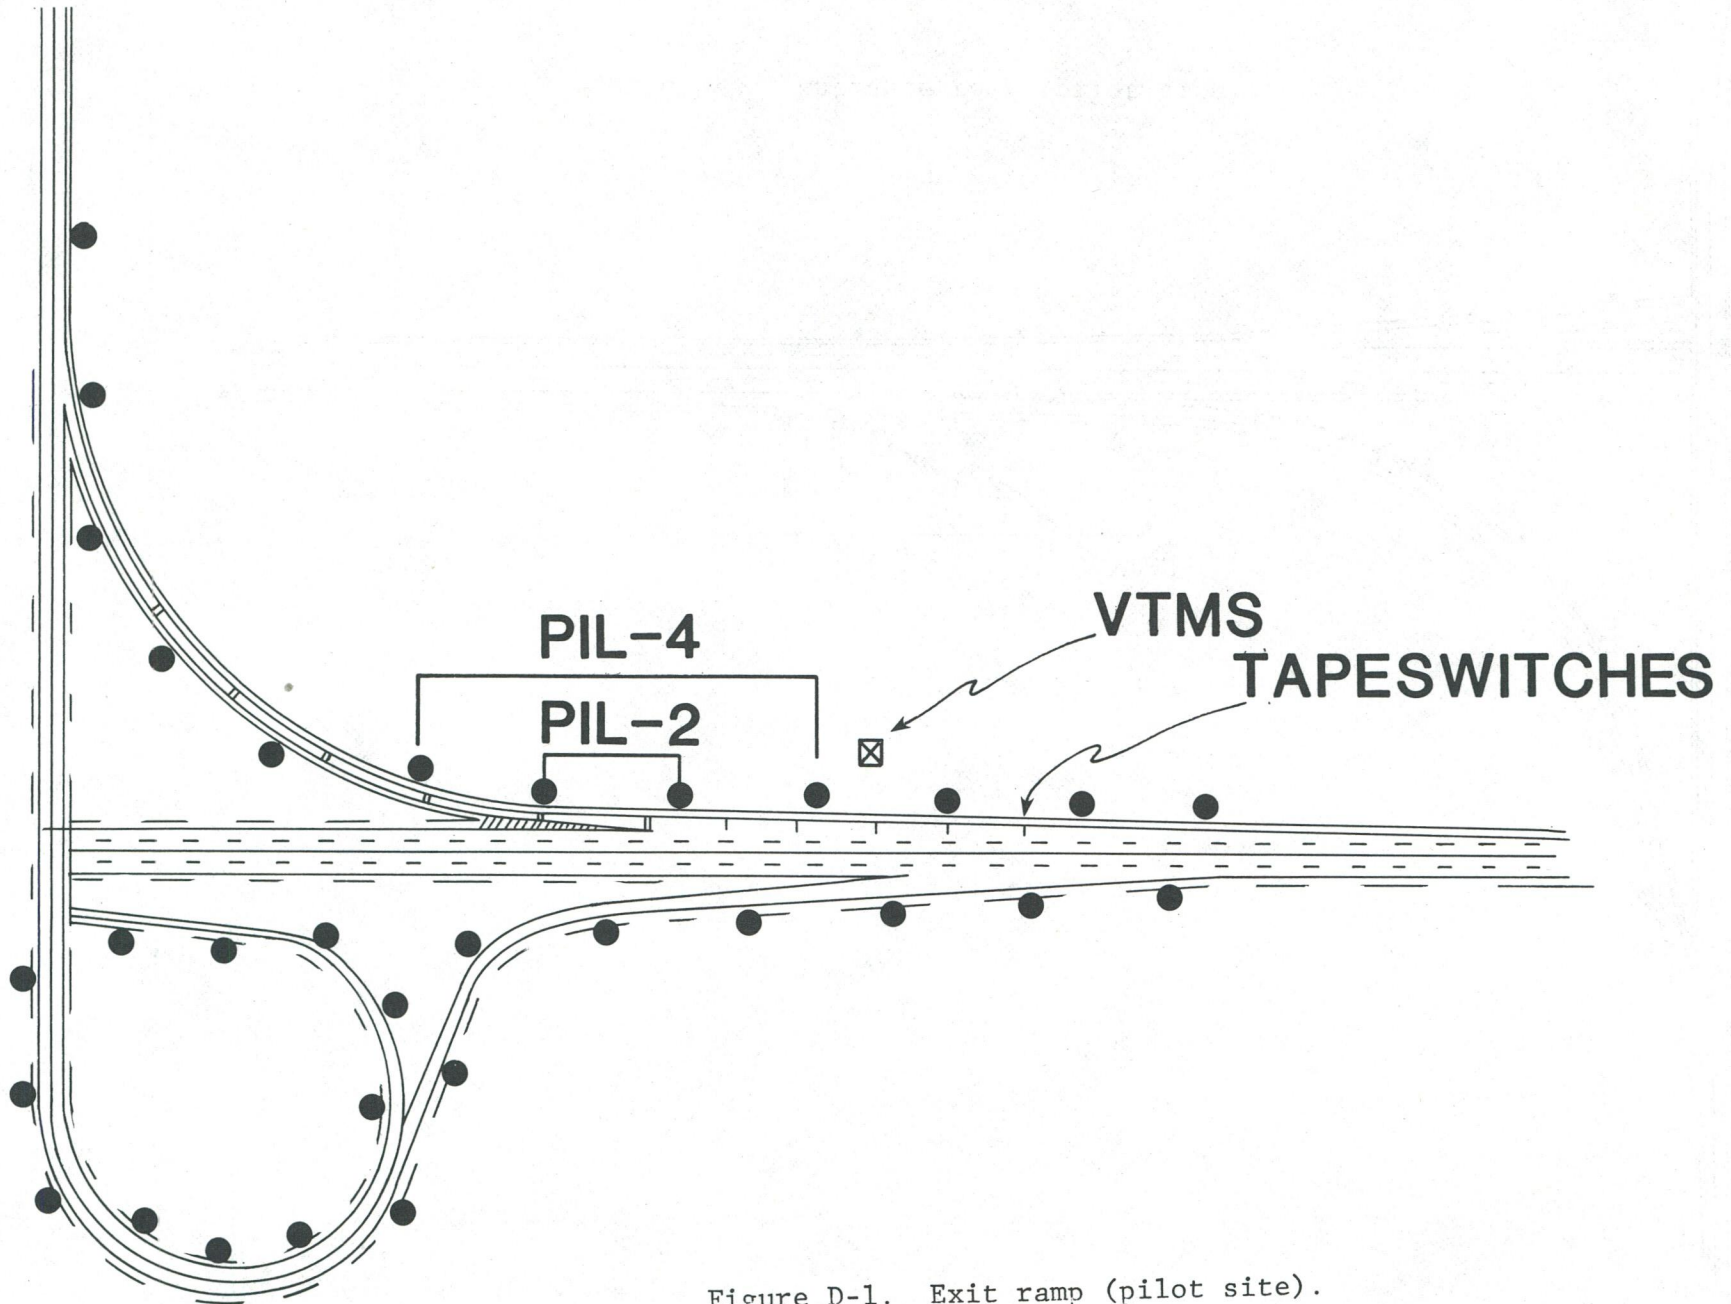 PIL-4
PIL-2
VTMS
TAPESWITCHES
Figure D-1. Exit ramp (pilot site).